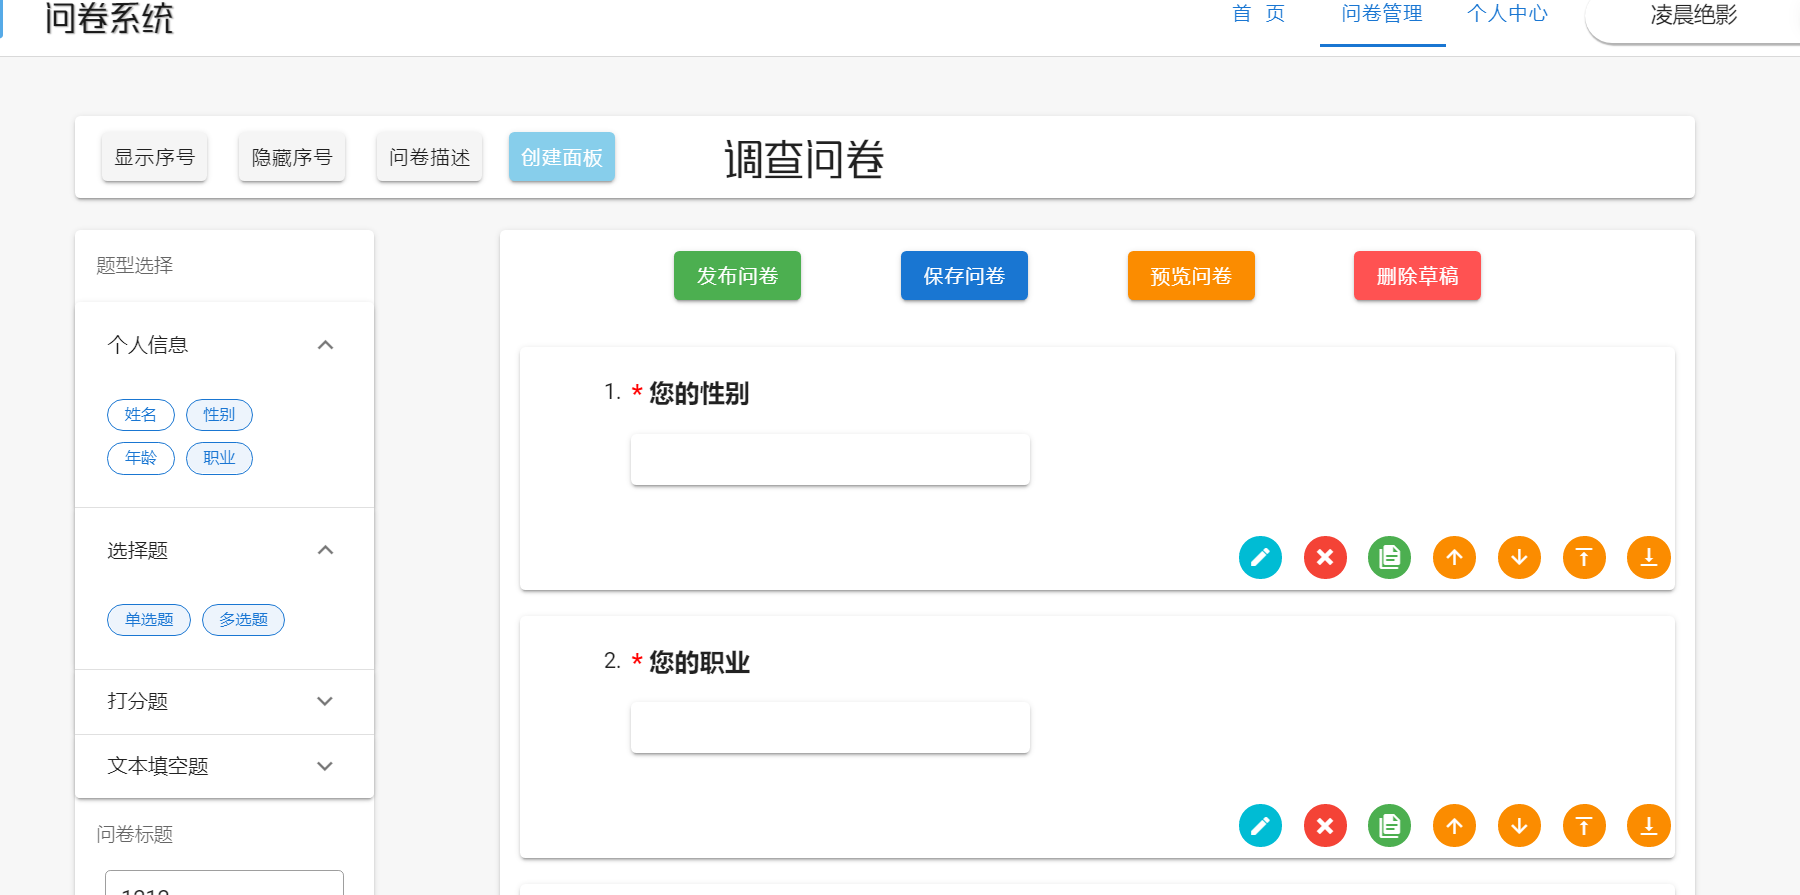 问卷系统
首 页 问卷管理 个人中心 凌晨绝影
显示序号 隐藏序号 问卷描述 创建面板 调查问卷
题型选择
个人信息
姓名 性别
年龄 职业
选择题
单选题 多选题
打分题
文本填空题
问卷标题
发布问卷 保存问卷 预览问卷 删除草稿
1. * 您的性别
2. * 您的职业